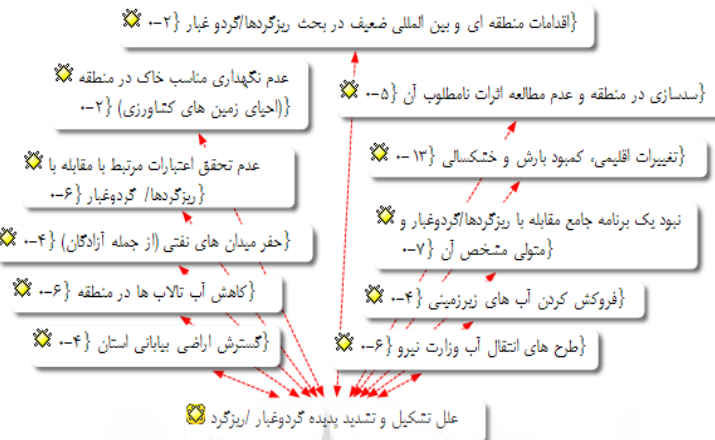 {اقدامات منطقه ای و بین المللی ضعیف در بحث ریزگردها/گردو غبار {۲-۰
عدم نگهداری مناسب خاک در منطقه
{(احیای زمین های کشاورزی) {۲-۰
{سدسازی در منطقه و عدم مطالعه اثرات نامطلوب آن {۵-۰
{تغییرات اقلیمی، کمبود بارش و خشکسالی {۱۳-۰
عدم تحقق اعتبارات مرتبط با مقابله با
{ریزگردها/ گردوغبار {۶-۰
نبود یک برنامه جامع مقابله با ریزگردها/گردوغبار و
{متولی مشخص آن {۷-۰
{حفر میدان های نفتی (از جمله آزادگان) {۴-۰
{کاهش آب تالاب ها در منطقه {۶-۰
{فروکش کردن آب های زیرزمینی {۴-۰
{گسترش اراضی بیابانی استان {۴-۰
{طرح های انتقال آب وزارت نیرو {۶-۰
علل تشکیل و تشدید پدیده گردوغبار /ریزگرد